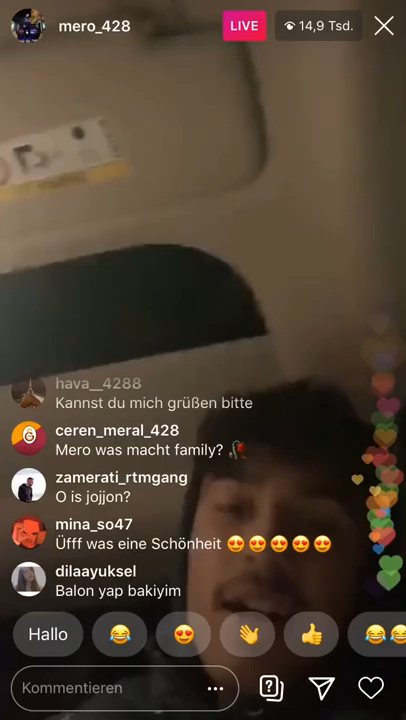 mero_428
LIVE
14,9 Tsd.
hava__4288
Kannst du mich grüßen bitte
ceren_meral_428
Mero was macht family? 🥀
zamerati_rtmgang
O is jojjon?
mina_so47
Üfff was eine Schönheit 😍😍😍😍😍
dilaayuksel
Balon yap bakiyim
Hallo 😂 😍 👋 👍 😂😂
Kommentieren